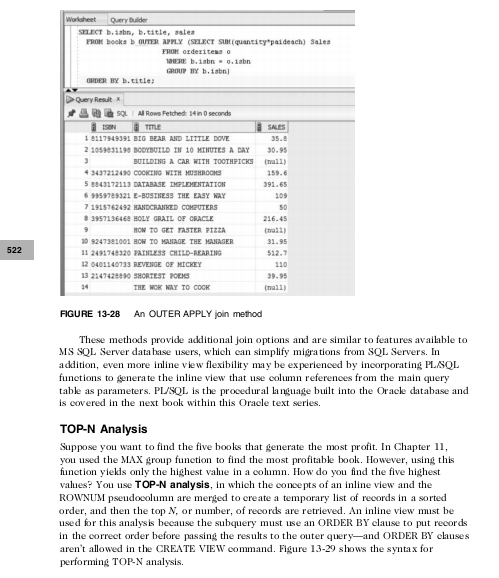 Worksheet Query Builder
SELECT b.isbn, b.title, sales
FROM books b OUTER APPLY (SELECT SUM(quantity*paideach) Sales
FROM orderitems o
WHERE b.isbn = o.isbn
GROUP BY b.isbn)
ORDER BY b.title;
Query Result ×
SQL | All Rows Fetched: 14 in 0 seconds
ISBN TITLE SALES
1 8117949391 BIG BEAR AND LITTLE DOVE 35.8
2 1059831198 BODYBUILD IN 10 MINUTES A DAY 30.95
3 BUILDING A CAR WITH TOOTHPICKS (null)
4 3437212490 COOKING WITH MUSHROOMS 159.6
5 8843172113 DATABASE IMPLEMENTATION 391.65
6 9959789321 E-BUSINESS THE EASY WAY 109
7 1915762492 HANDCRANKED COMPUTERS 50
8 3957136468 HOLY GRAIL OF ORACLE 216.45
9 HOW TO GET FASTER PIZZA (null)
10 9247381001 HOW TO MANAGE THE MANAGER 31.95
11 2491748320 PAINLESS CHILD-REARING 512.7
12 0401140733 REVENGE OF MICKEY 110
13 2147428890 SHORTEST POEMS 39.95
14 THE WOK WAY TO COOK (null)
522
FIGURE 13-28 An OUTER APPLY join method
These methods provide additional join options and are similar to features available to
MS SQL Server database users, which can simplify migrations from SQL Servers. In
addition, even more inline view flexibility may be experienced by incorporating PL/SQL
functions to generate the inline view that use column references from the main query
table as parameters. PL/SQL is the procedural language built into the Oracle database and
is covered in the next book within this Oracle text series.
TOP-N Analysis
Suppose you want to find the five books that generate the most profit. In Chapter 11,
you used the MAX group function to find the most profitable book. However, using this
function yields only the highest value in a column. How do you find the five highest
values? You use TOP-N analysis, in which the concepts of an inline view and the
ROWNUM pseudocolumn are merged to create a temporary list of records in a sorted
order, and then the top N, or number, of records are retrieved. An inline view must be
used for this analysis because the subquery must use an ORDER BY clause to put records
in the correct order before passing the results to the outer query—and ORDER BY clauses
aren't allowed in the CREATE VIEW command. Figure 13-29 shows the syntax for
performing TOP-N analysis.